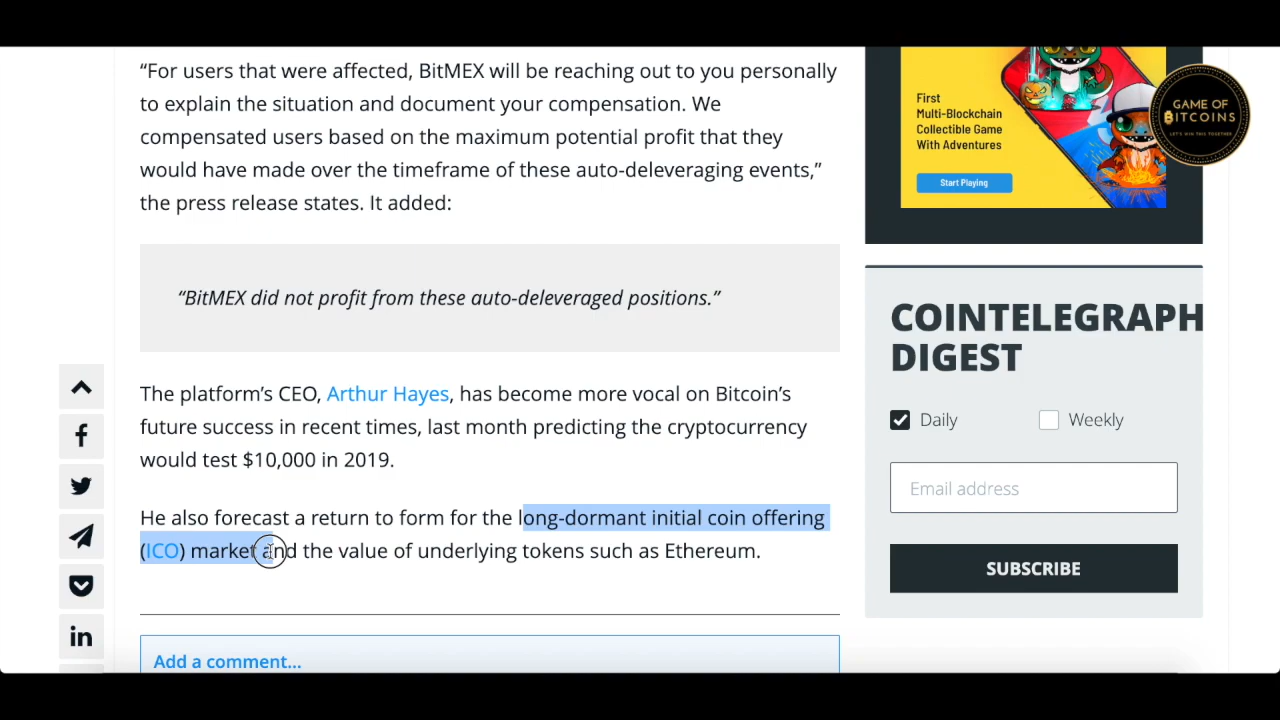 “For users that were affected, BitMEX will be reaching out to you personally
to explain the situation and document your compensation. We
compensated users based on the maximum potential profit that they
would have made over the timeframe of these auto-deleveraging events,”
the press release states. It added:
“BitMEX did not profit from these auto-deleveraged positions.”
The platform’s CEO, Arthur Hayes, has become more vocal on Bitcoin’s
future success in recent times, last month predicting the cryptocurrency
would test $10,000 in 2019.
He also forecast a return to form for the long-dormant initial coin offering
(ICO) market and the value of underlying tokens such as Ethereum.
Add a comment...
First
Multi-Blockchain
Collectible Game
With Adventures
Start Playing
GAME OF
BITCOINS
LET'S WIN THIS TOGETHER
COINTELEGRAPH
DIGEST
Daily
Weekly
Email address
SUBSCRIBE